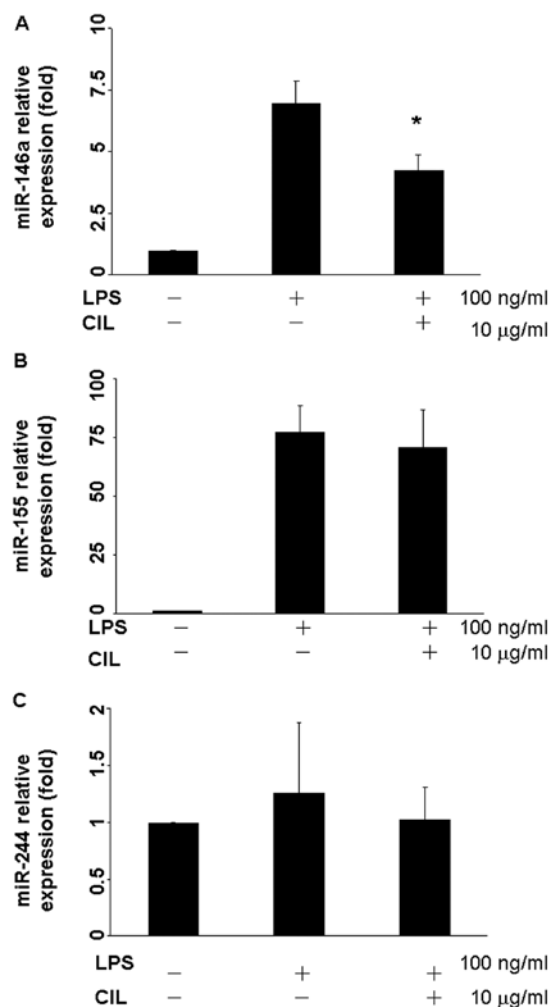 A
miR-146a relative
expression (fold)
10
7.5
5
2.5
0
*
LPS − + + 100 ng/ml
CIL − − + 10 μg/ml
B
miR-155 relative
expression (fold)
100
75
50
25
0
LPS − + + 100 ng/ml
CIL − − + 10 μg/ml
C
miR-244 relative
expression (fold)
2
1.5
1
0.5
0
LPS − + + 100 ng/ml
CIL − − + 10 μg/ml